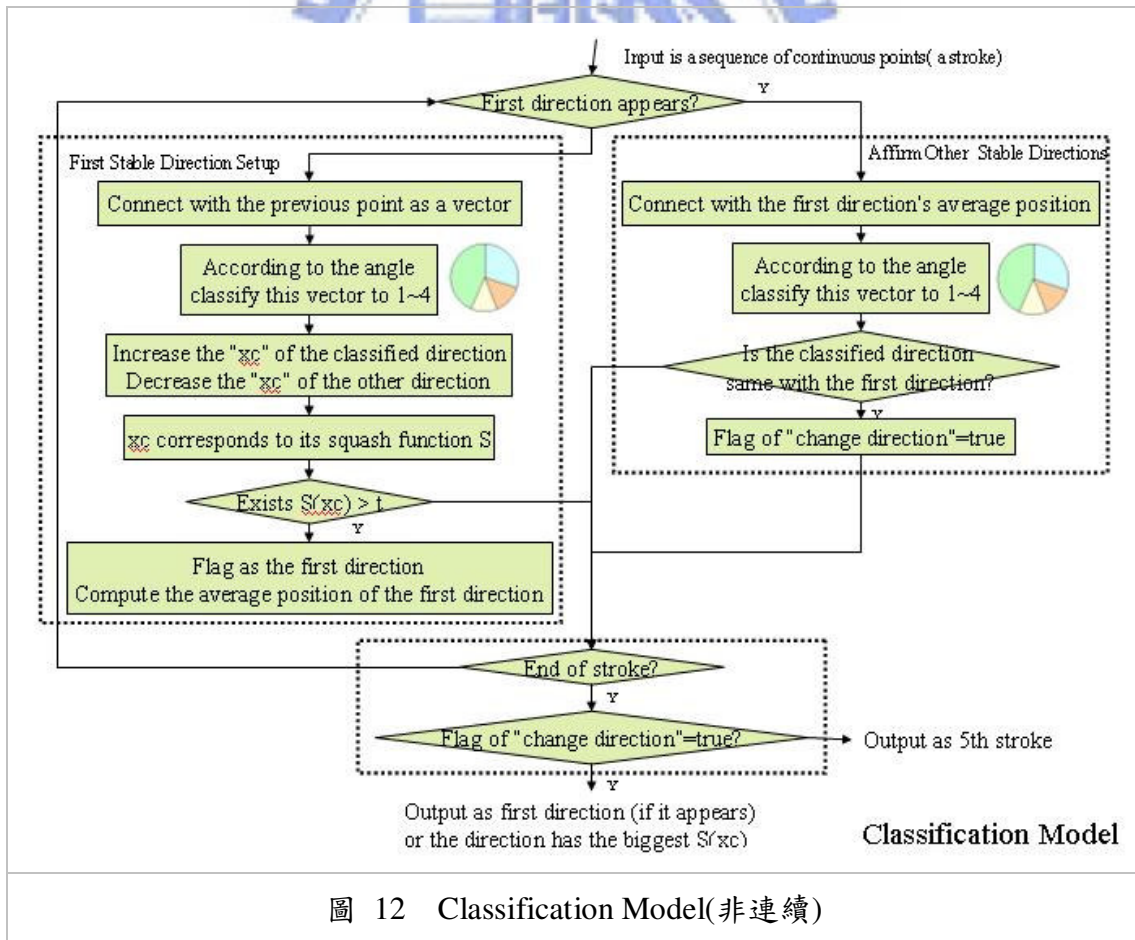 Input is a sequence of continuous points( a stroke)
First direction appears?
Y
First Stable Direction Setup
Connect with the previous point as a vector
According to the angle
classify this vector to 1~4
Increase the "xc" of the classified direction
Decrease the "xc" of the other direction
xc corresponds to its squash function S
Exists S(xc) > t
Y
Flag as the first direction
Compute the average position of the first direction
Affirm Other Stable Directions
Connect with the first direction's average position
According to the angle
classify this vector to 1~4
Is the classified direction
same with the first direction?
Y
Flag of "change direction"=true
End of stroke?
Y
Flag of "change direction"=true?
Output as 5th stroke
Y
Output as first direction (if it appears)
or the direction has the biggest S(xc)
Classification Model
圖 12 Classification Model(非連續)